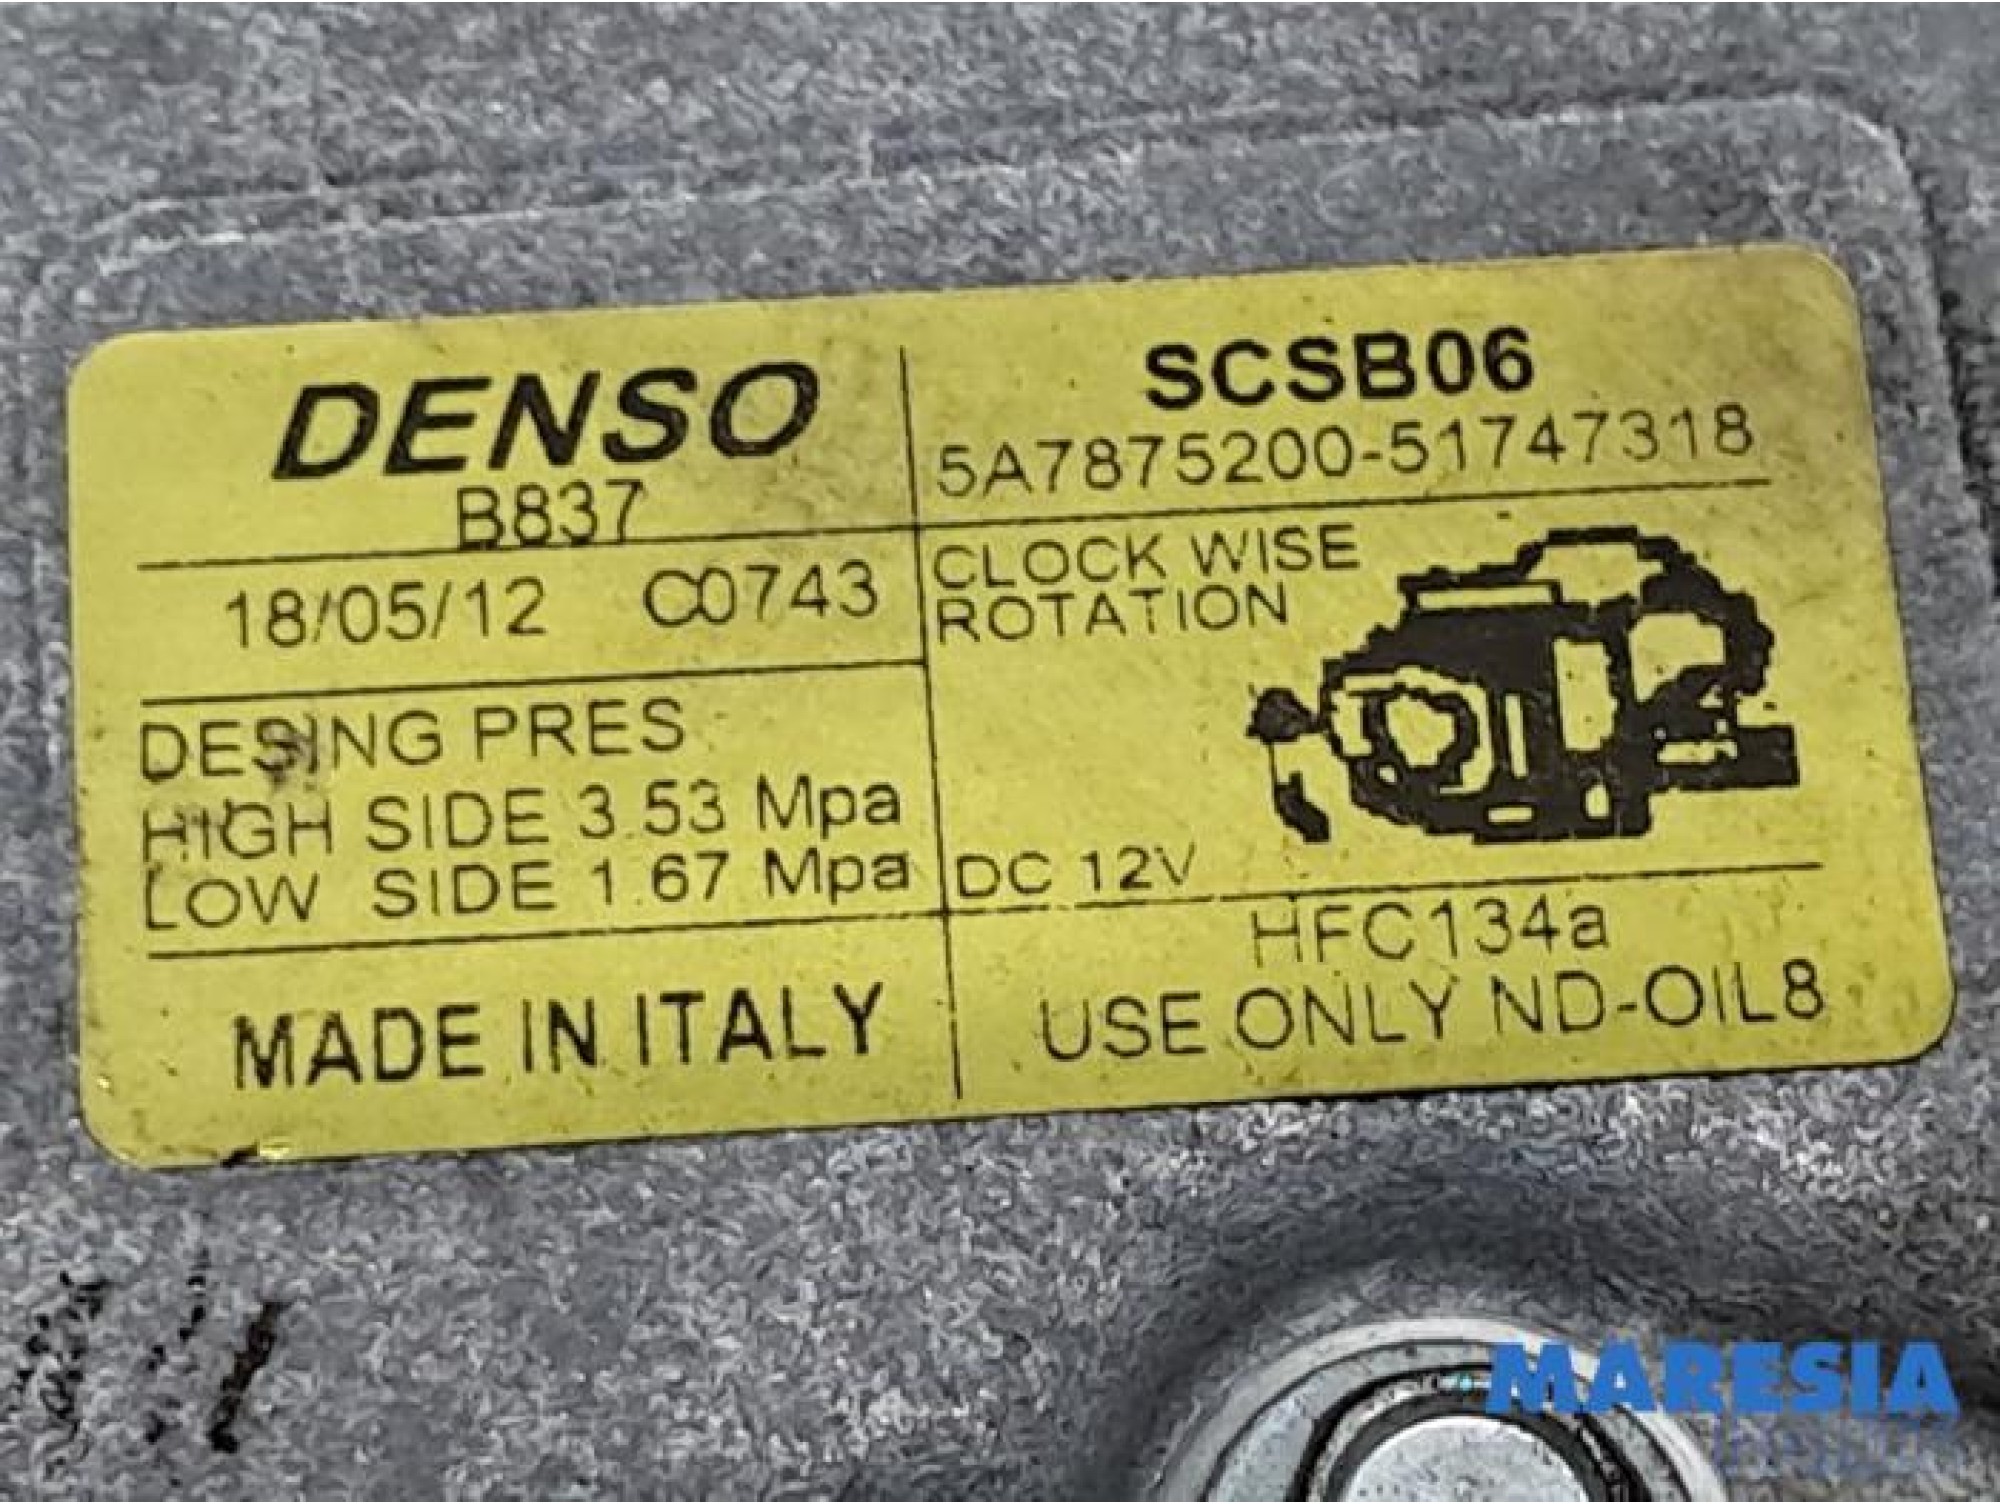 DENSO
B837
18/05/12 C0743
DESING PRES
HIGH SIDE 3.53 Mpa
LOW SIDE 1.67 Mpa
MADE IN ITALY
SCSB06
5A7875200-51747318
CLOCK WISE
ROTATION
DC 12V
HFC134a
USE ONLY ND-OIL8
MARESIA